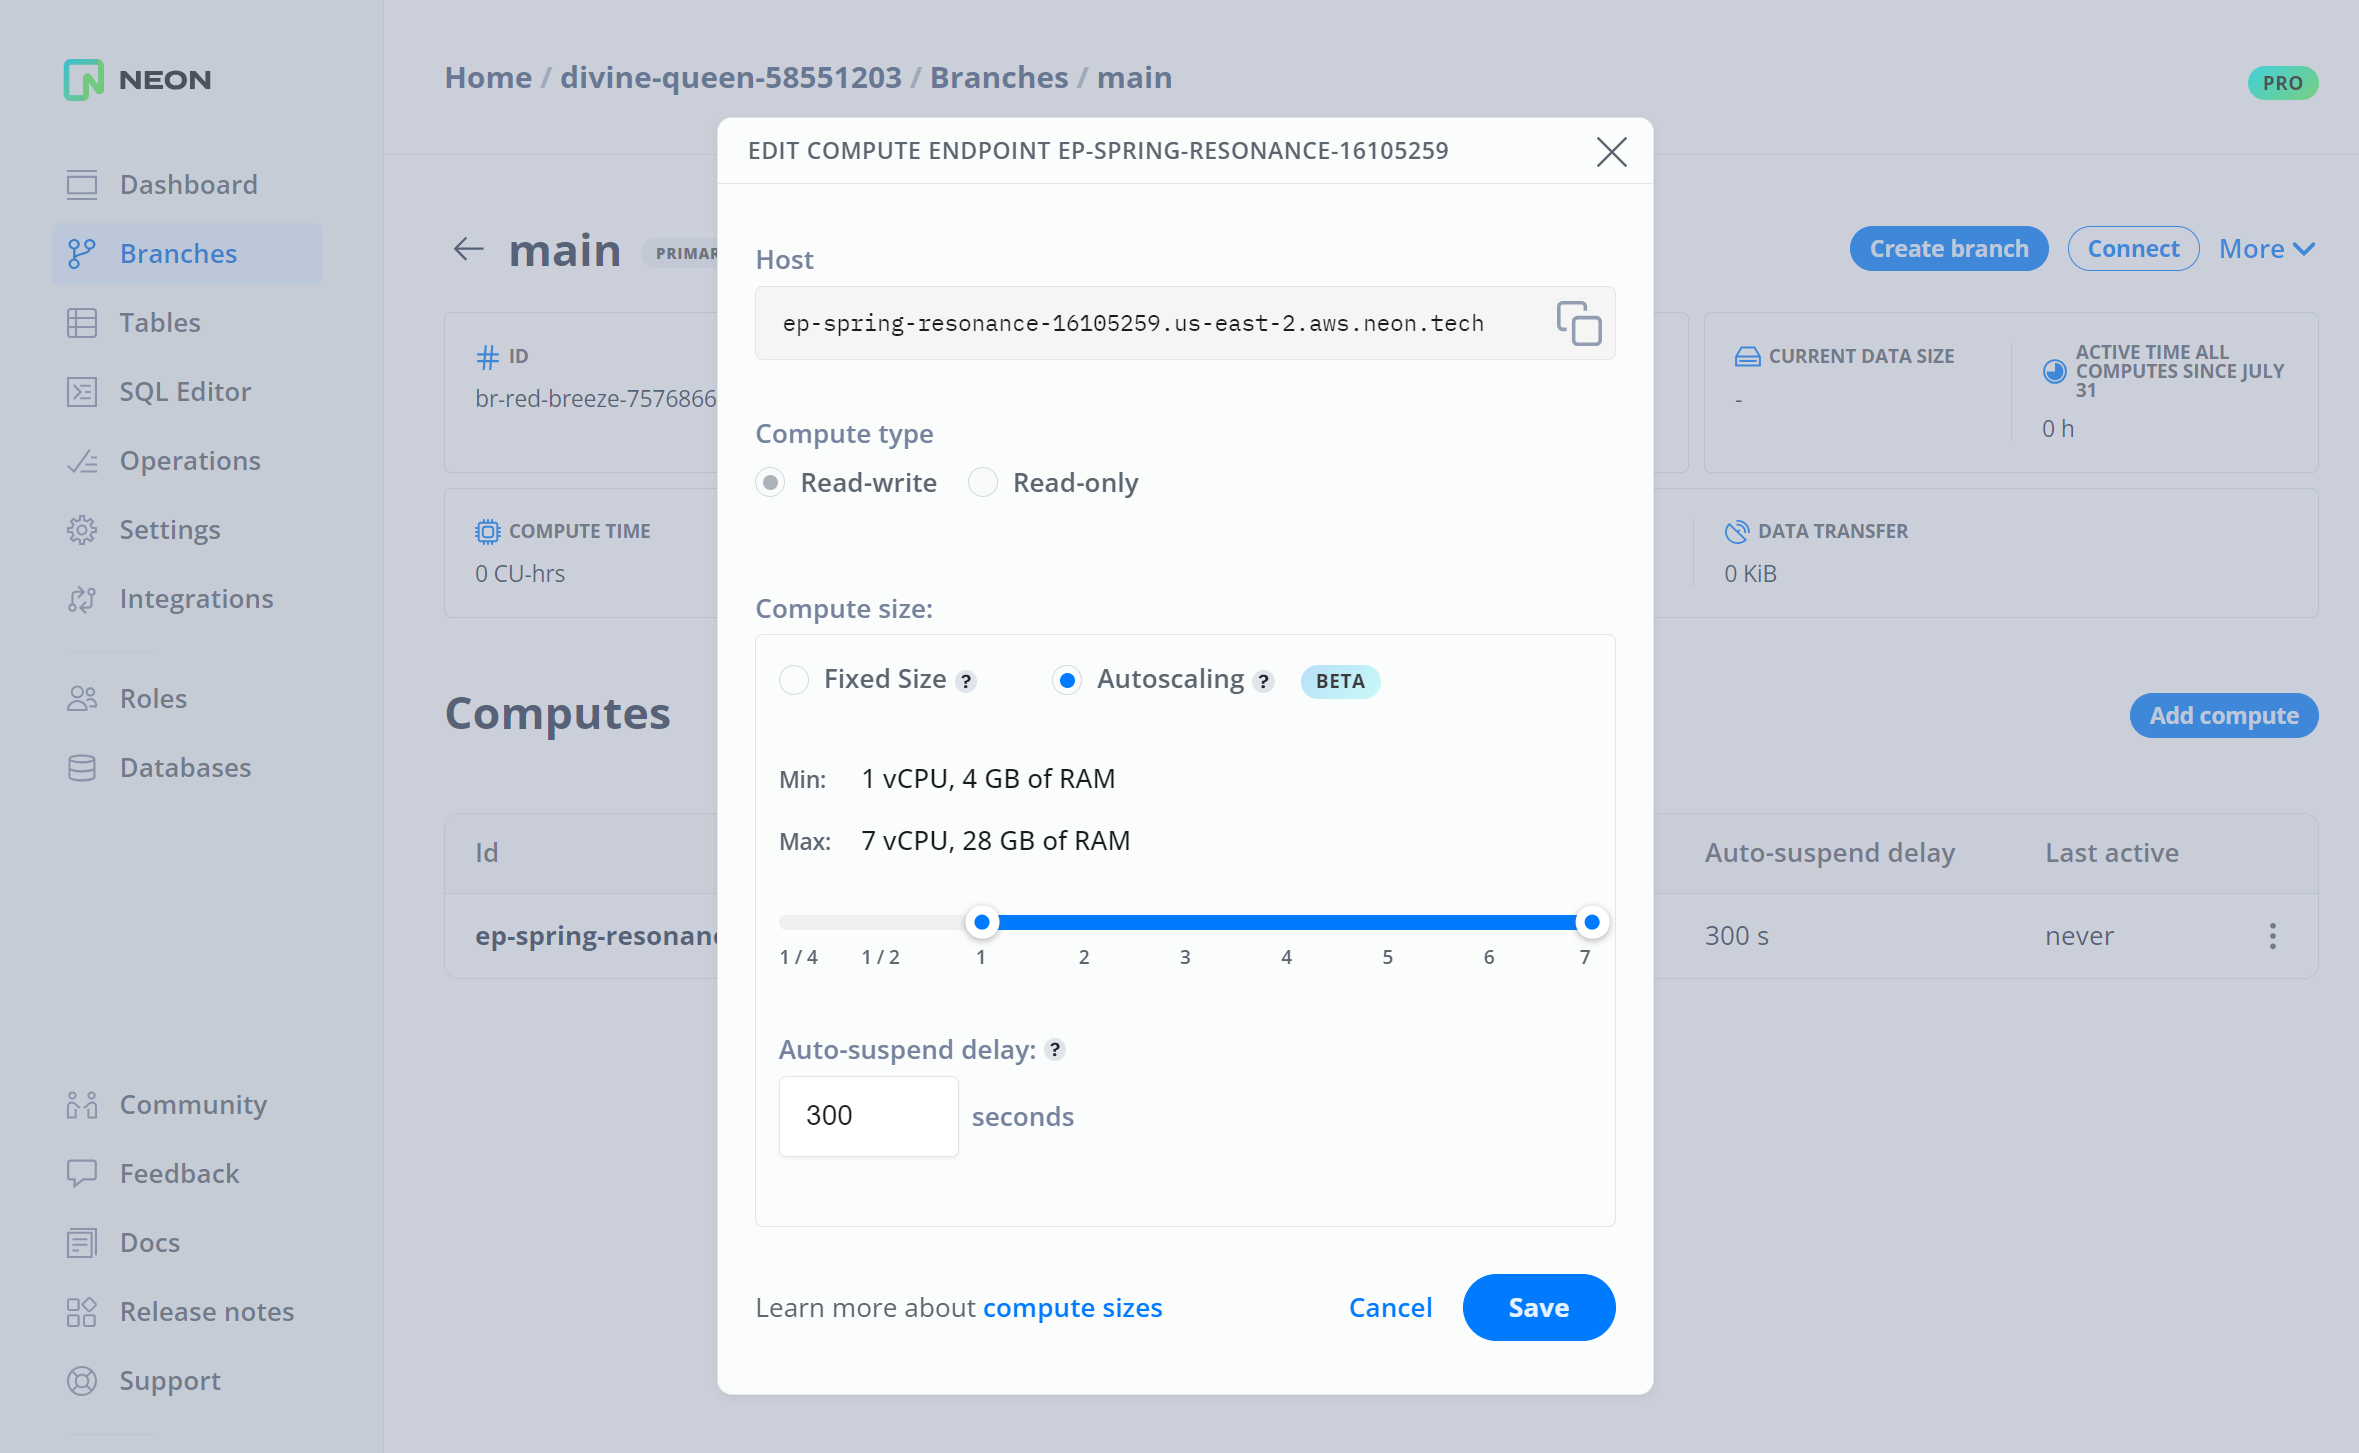 NEON
Home / divine-queen-58551203 / Branches / main
PRO
Dashboard
Branches
Tables
SQL Editor
Operations
Settings
Integrations
Roles
Databases
Community
Feedback
Docs
Release notes
Support
main
Create branch
Connect
More
# ID
br-red-breeze-7576866
CURRENT DATA SIZE
-
ACTIVE TIME ALL
COMPUTES SINCE JULY
31
0 h
COMPUTE TIME
0 CU-hrs
DATA TRANSFER
0 KiB
Computes
Add compute
Id
Auto-suspend delay
Last active
300 s
never
EDIT COMPUTE ENDPOINT EP-SPRING-RESONANCE-16105259
Host
ep-spring-resonance-16105259.us-east-2.aws.neon.tech
Compute type
Read-write
Read-only
Compute size:
Fixed Size ?
Autoscaling ?
BETA
Min: 1 vCPU, 4 GB of RAM
Max: 7 vCPU, 28 GB of RAM
1 / 4 1 / 2 1 2 3 4 5 6 7
Auto-suspend delay: ?
300 seconds
Learn more about compute sizes
Cancel
Save